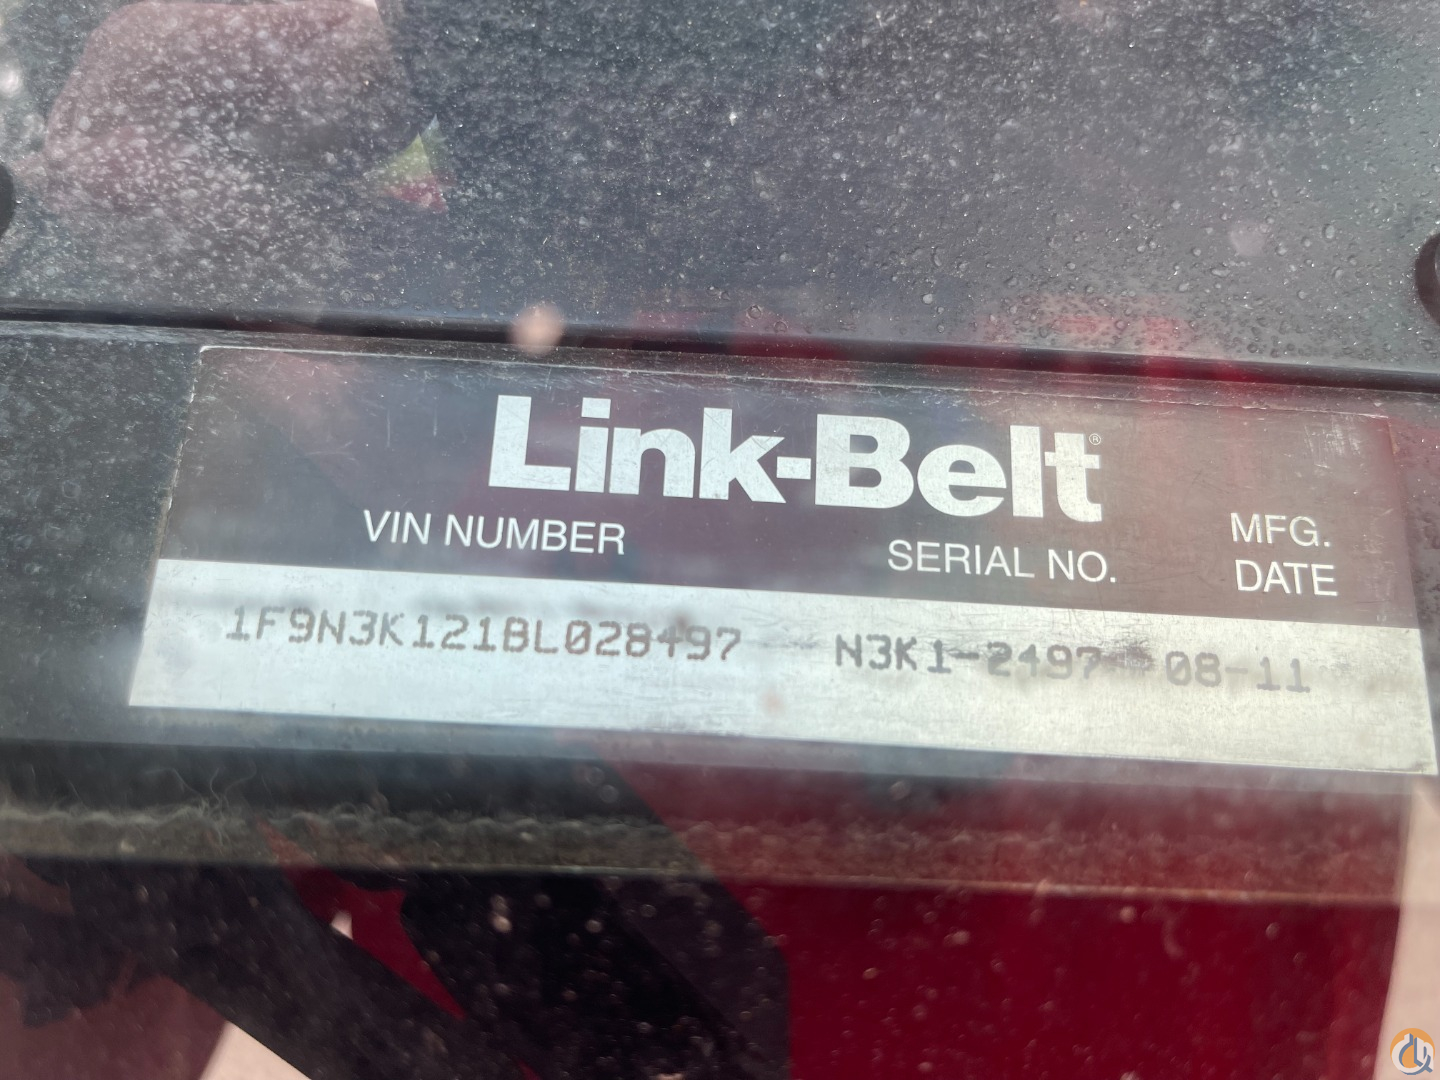 Link-Belt®
VIN NUMBER SERIAL NO. MFG. DATE
1F9N3K121BL028497 N3K1-2497 08-11